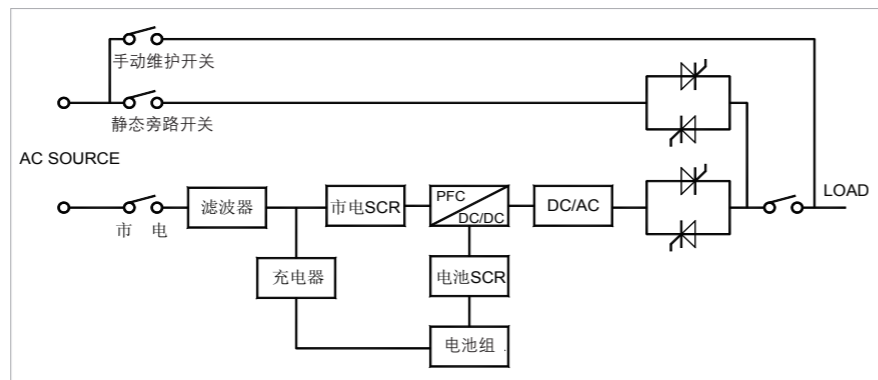 手动维护开关
静态旁路开关
AC SOURCE
LOAD
市 电
滤波器
市电SCR
PFC
DC/DC
DC/AC
充电器
电池SCR
电池组